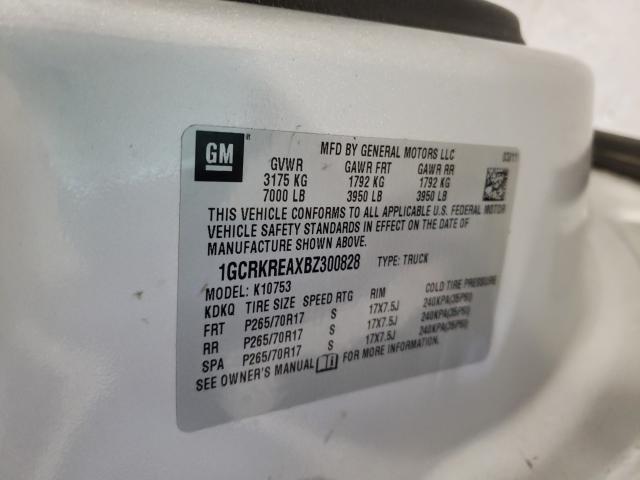 GM
MFD BY GENERAL MOTORS LLC 03/11
GVWR GAWR FRT GAWR RR
3175 KG 1792 KG 1792 KG
7000 LB 3950 LB 3950 LB
THIS VEHICLE CONFORMS TO ALL APPLICABLE U.S. FEDERAL MOTOR
VEHICLE SAFETY STANDARDS IN EFFECT ON THE DATE OF
MANUFACTURE SHOWN ABOVE.
1GCRKREAXBZ300828 TYPE: TRUCK
MODEL: K10753
KDKQ TIRE SIZE SPEED RTG RIM COLD TIRE PRESSURE
FRT P265/70R17 S 17X7.5J 240KPA(35PSI)
RR P265/70R17 S 17X7.5J 240KPA(35PSI)
SPA P265/70R17 S 17X7.5J 240KPA(35PSI)
SEE OWNER'S MANUAL FOR MORE INFORMATION.